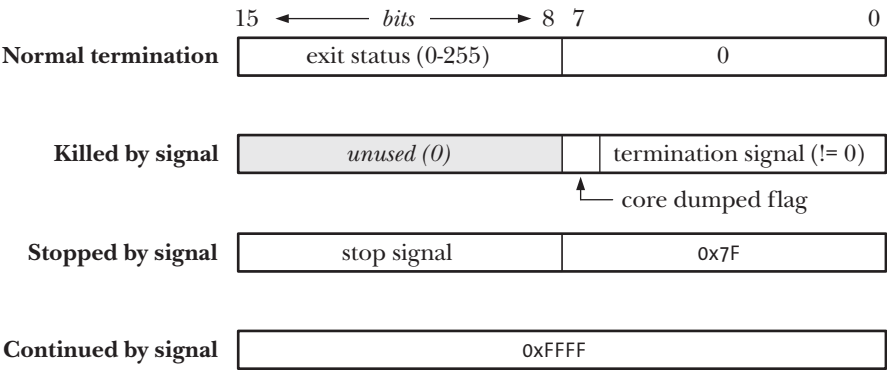 15 bits 8 7 0
Normal termination exit status (0-255) 0
Killed by signal unused (0) termination signal (!= 0)
core dumped flag
Stopped by signal stop signal 0x7F
Continued by signal 0xFFFF